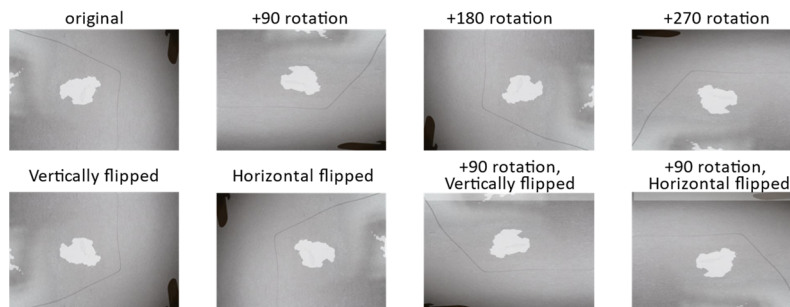 original
+90 rotation
+180 rotation
+270 rotation
Vertically flipped
Horizontal flipped
+90 rotation,
Vertically flipped
+90 rotation,
Horizontal flipped